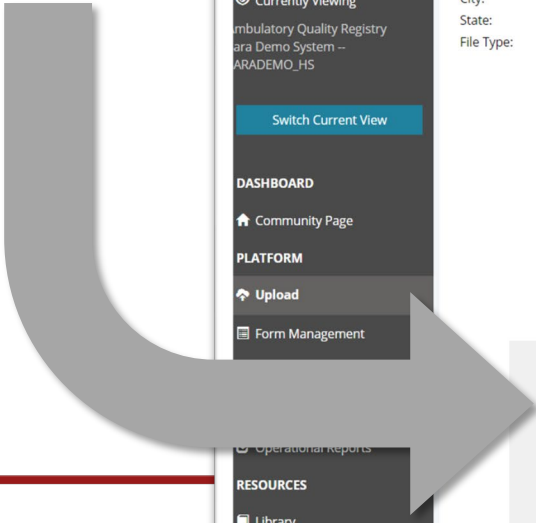 Currently Viewing
mbulatory Quality Registry
ara Demo System --
ARADEMO_HS
Switch Current View
DASHBOARD
Community Page
PLATFORM
Upload
Form Management
Operational Reports
RESOURCES
Library
City:
State:
File Type: